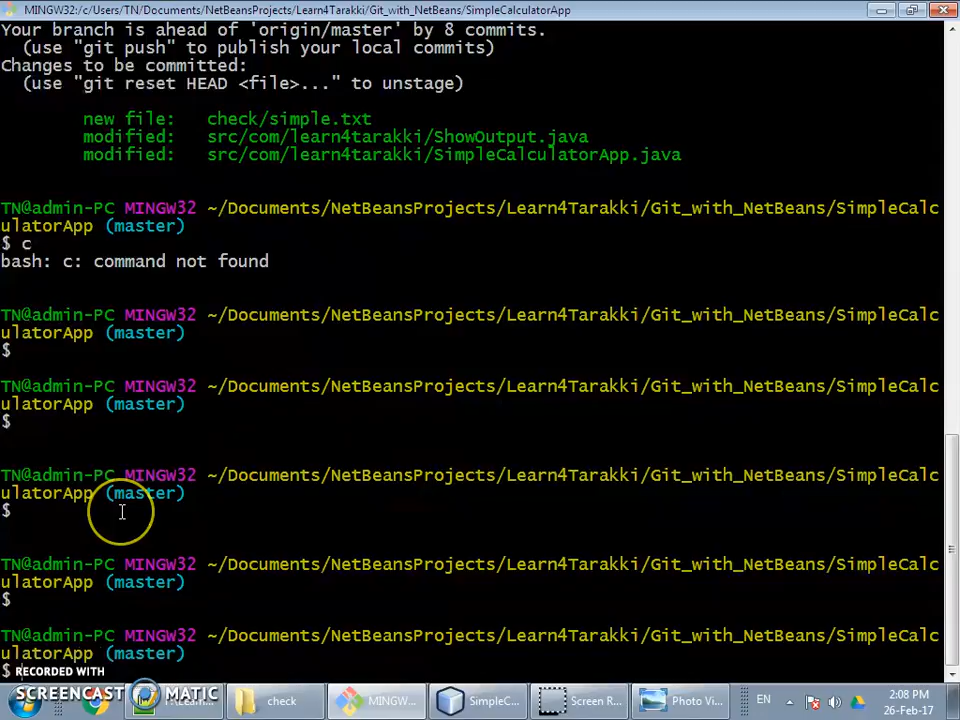 MINGW32:/c/Users/TN/Documents/NetBeansProjects/Learn4Tarakki/Git_with_NetBeans/SimpleCalculatorApp
Your branch is ahead of 'origin/master' by 8 commits.
  (use "git push" to publish your local commits)
Changes to be committed:
  (use "git reset HEAD <file>..." to unstage)
new file:   check/simple.txt
modified:   src/com/learn4tarakki/ShowOutput.java
modified:   src/com/learn4tarakki/SimpleCalculatorApp.java
TN@admin-PC MINGW32 ~/Documents/NetBeansProjects/Learn4Tarakki/Git_with_NetBeans/SimpleCalc
ulatorApp (master)
$ c
bash: c: command not found
TN@admin-PC MINGW32 ~/Documents/NetBeansProjects/Learn4Tarakki/Git_with_NetBeans/SimpleCalc
ulatorApp (master)
$
TN@admin-PC MINGW32 ~/Documents/NetBeansProjects/Learn4Tarakki/Git_with_NetBeans/SimpleCalc
ulatorApp (master)
$
TN@admin-PC MINGW32 ~/Documents/NetBeansProjects/Learn4Tarakki/Git_with_NetBeans/SimpleCalc
ulatorApp (master)
$
TN@admin-PC MINGW32 ~/Documents/NetBeansProjects/Learn4Tarakki/Git_with_NetBeans/SimpleCalc
ulatorApp (master)
$
TN@admin-PC MINGW32 ~/Documents/NetBeansProjects/Learn4Tarakki/Git_with_NetBeans/SimpleCalc
ulatorApp (master)
$
RECORDED WITH
SCREENCAST MATIC
check
MINGW...
SimpleC...
Screen R...
Photo Vi...
EN
2:08 PM
26-Feb-17